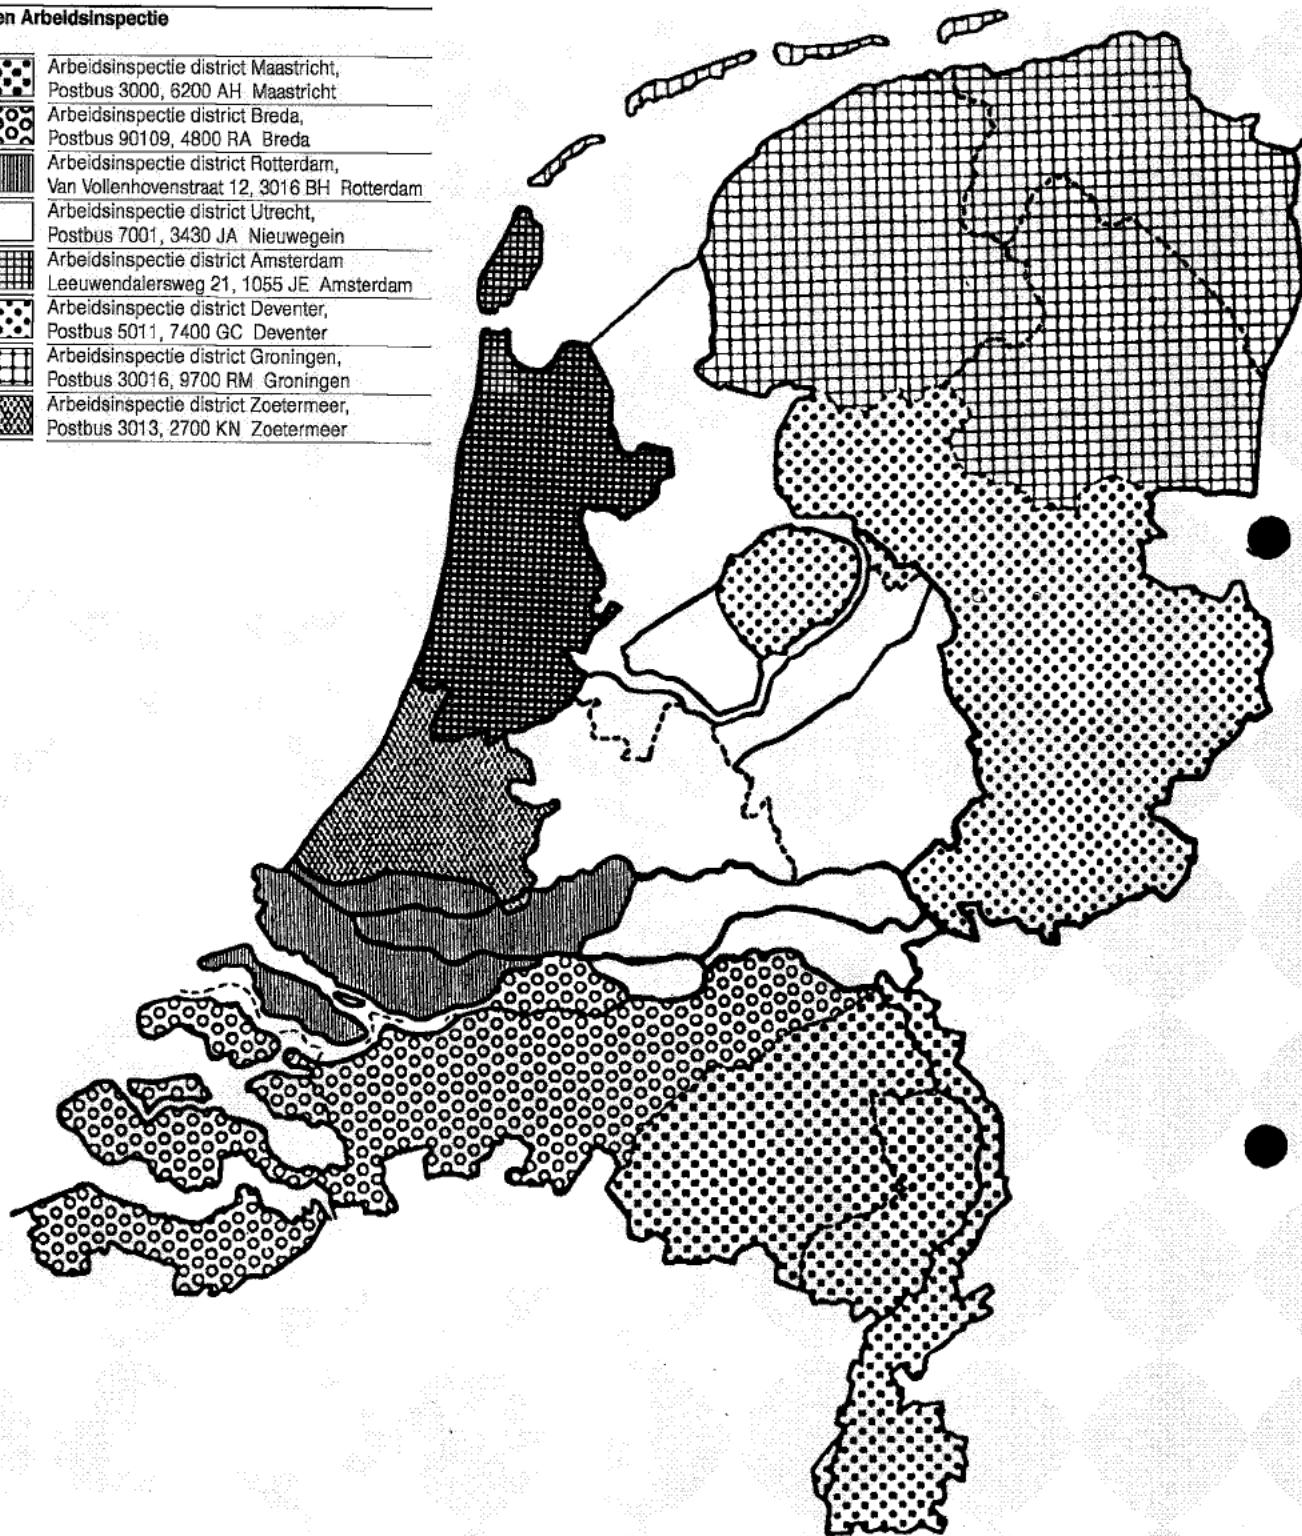 en Arbeidsinspectie
Arbeidsinspectie district Maastricht,
Postbus 3000, 6200 AH Maastricht
Arbeidsinspectie district Breda,
Postbus 90109, 4800 RA Breda
Arbeidsinspectie district Rotterdam,
Van Vollenhovenstraat 12, 3016 BH Rotterdam
Arbeidsinspectie district Utrecht,
Postbus 7001, 3430 JA Nieuwegein
Arbeidsinspectie district Amsterdam
Leeuwendalersweg 21, 1055 JE Amsterdam
Arbeidsinspectie district Deventer,
Postbus 5011, 7400 GC Deventer
Arbeidsinspectie district Groningen,
Postbus 30016, 9700 RM Groningen
Arbeidsinspectie district Zoetermeer,
Postbus 3013, 2700 KN Zoetermeer